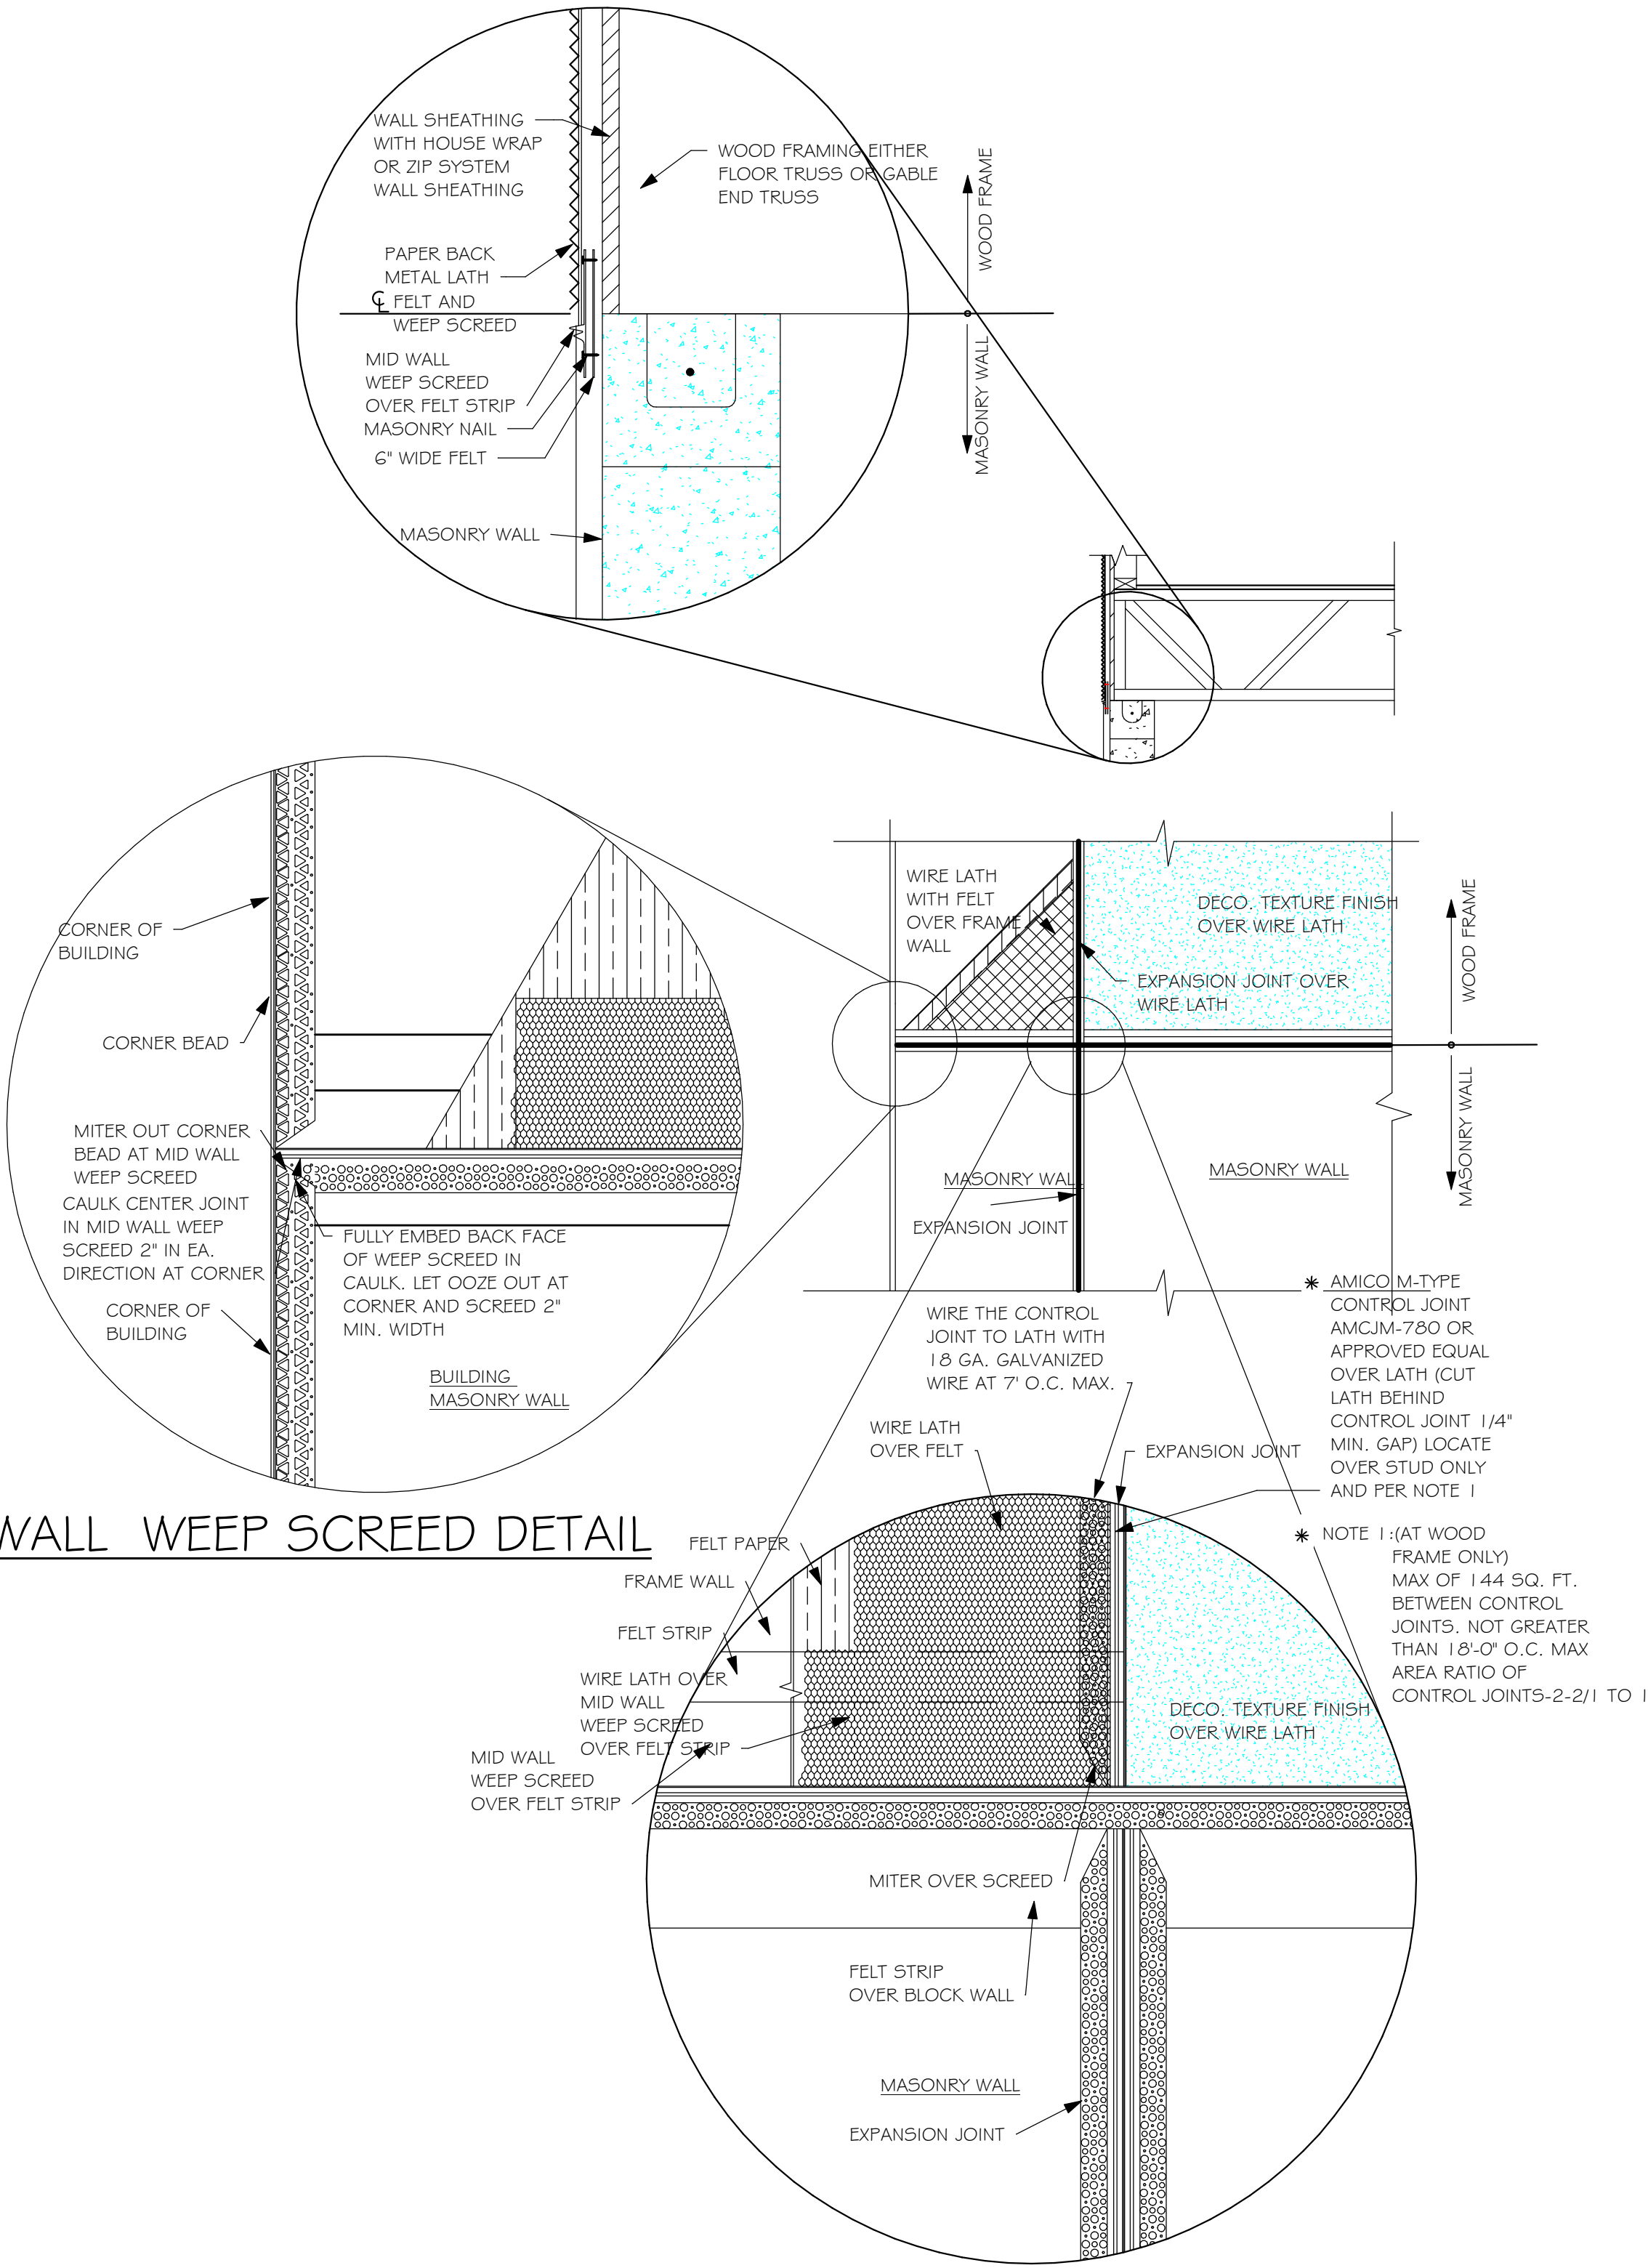 WALL SHEATHING
WITH HOUSE WRAP
OR ZIP SYSTEM
WALL SHEATHING
WOOD FRAMING EITHER
FLOOR TRUSS OR GABLE
END TRUSS
PAPER BACK
METAL LATH
℄ FELT AND
WEEP SCREED
MID WALL
WEEP SCREED
OVER FELT STRIP
MASONRY NAIL
6" WIDE FELT
MASONRY WALL
WOOD FRAME
MASONRY WALL
CORNER OF
BUILDING
CORNER BEAD
MITER OUT CORNER
BEAD AT MID WALL
WEEP SCREED
CAULK CENTER JOINT
IN MID WALL WEEP
SCREED 2" IN EA.
DIRECTION AT CORNER
CORNER OF
BUILDING
FULLY EMBED BACK FACE
OF WEEP SCREED IN
CAULK. LET OOZE OUT AT
CORNER AND SCREED 2"
MIN. WIDTH
BUILDING
MASONRY WALL
WIRE LATH
WITH FELT
OVER FRAME
WALL
DECO. TEXTURE FINISH
OVER WIRE LATH
EXPANSION JOINT OVER
WIRE LATH
WOOD FRAME
MASONRY WALL
MASONRY WALL
MASONRY WALL
EXPANSION JOINT
WALL WEEP SCREED DETAIL
WIRE THE CONTROL
JOINT TO LATH WITH
18 GA. GALVANIZED
WIRE AT 7' O.C. MAX.
* AMICO M-TYPE
CONTROL JOINT
AMCJM-780 OR
APPROVED EQUAL
OVER LATH (CUT
LATH BEHIND
CONTROL JOINT 1/4"
MIN. GAP) LOCATE
OVER STUD ONLY
AND PER NOTE 1
WIRE LATH
OVER FELT
EXPANSION JOINT
* NOTE 1:(AT WOOD
FRAME ONLY)
MAX OF 144 SQ. FT.
BETWEEN CONTROL
JOINTS. NOT GREATER
THAN 18'-0" O.C. MAX
AREA RATIO OF
CONTROL JOINTS-2-2/1 TO 1
FELT PAPER
FRAME WALL
FELT STRIP
WIRE LATH OVER
MID WALL
WEEP SCREED
OVER FELT STRIP
MID WALL
WEEP SCREED
OVER FELT STRIP
DECO. TEXTURE FINISH
OVER WIRE LATH
MITER OVER SCREED
FELT STRIP
OVER BLOCK WALL
MASONRY WALL
EXPANSION JOINT